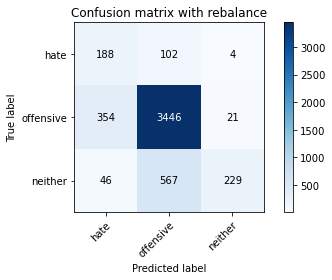 Confusion matrix with rebalance
True label
hate
188 102 4
offensive
354 3446 21
neither
46 567 229
hate
offensive
neither
Predicted label
3000
2500
2000
1500
1000
500